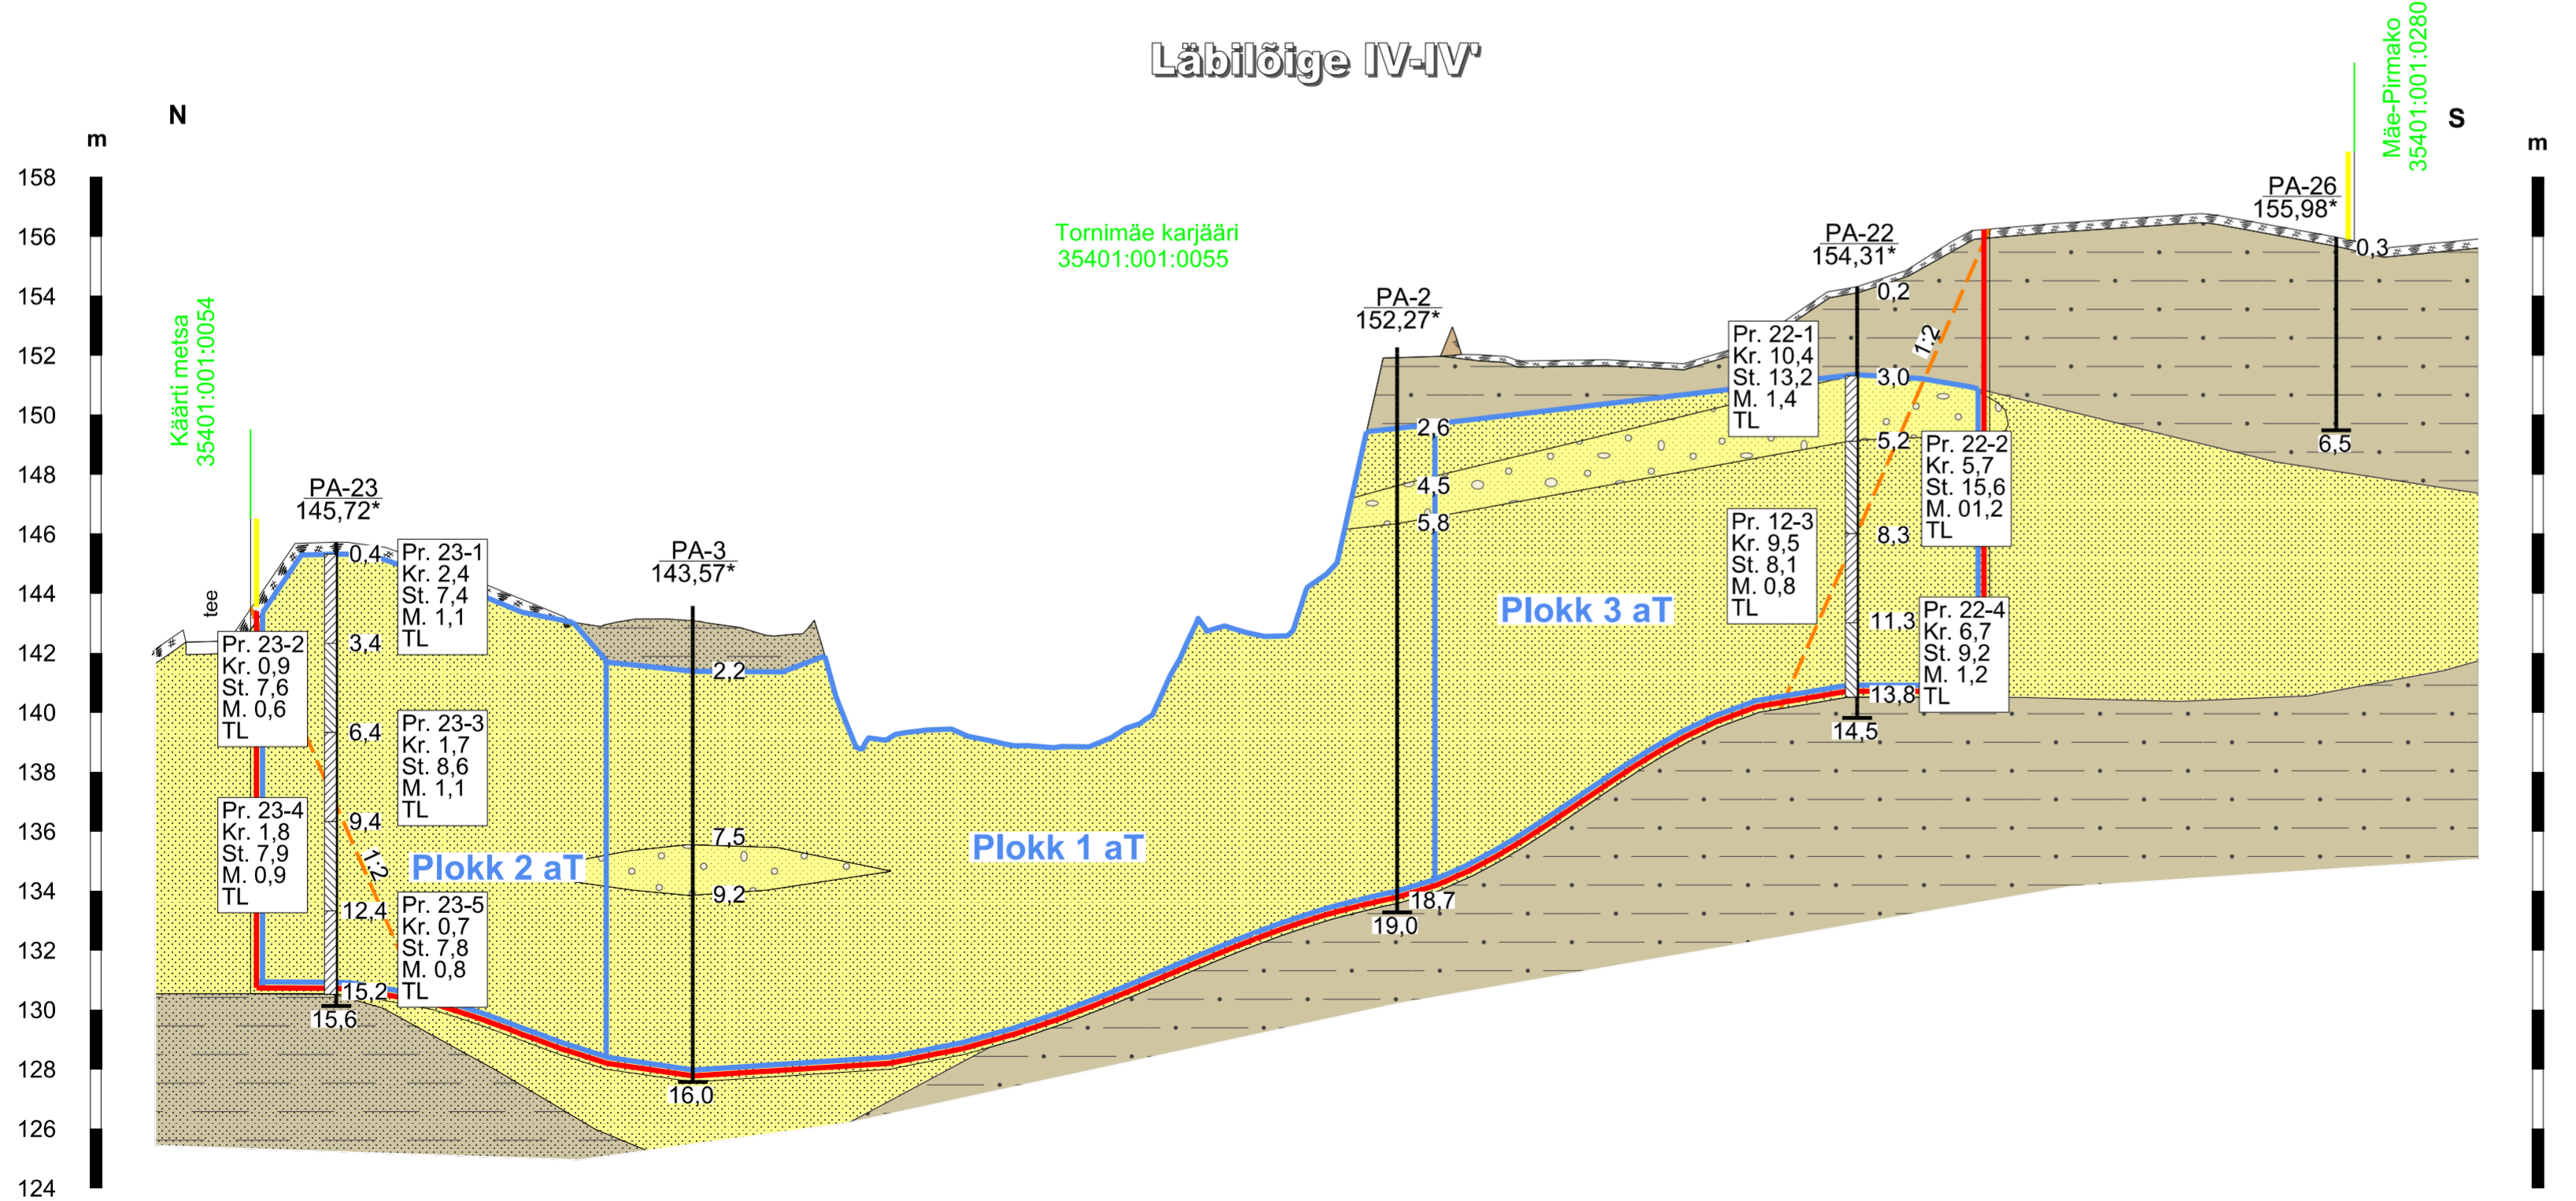 Läbilõige IV-IV'
N
S
m
m
158
156
154
152
150
148
146
144
142
140
138
136
134
132
130
128
126
124
Käärti metsa
35401:001:0054
Tornimäe karjääri
35401:001:0055
Mäe-Pirmako
35401:001:0280
tee
PA-23
145,72*
0,4
3,4
6,4
9,4
12,4
15,2
15,6
Pr. 23-1
Kr. 2,4
St. 7,4
M. 1,1
TL
Pr. 23-2
Kr. 0,9
St. 7,6
M. 0,6
TL
Pr. 23-3
Kr. 1,7
St. 8,6
M. 1,1
TL
Pr. 23-4
Kr. 1,8
St. 7,9
M. 0,9
TL
Pr. 23-5
Kr. 0,7
St. 7,8
M. 0,8
TL
1:2
Plokk 2 aT
PA-3
143,57*
2,2
7,5
9,2
16,0
Plokk 1 aT
PA-2
152,27*
2,6
4,5
5,8
18,7
19,0
Plokk 3 aT
PA-22
154,31*
0,2
3,0
5,2
8,3
11,3
13,8
14,5
1:2
Pr. 22-1
Kr. 10,4
St. 13,2
M. 1,4
TL
Pr. 22-2
Kr. 5,7
St. 15,6
M. 01,2
TL
Pr. 12-3
Kr. 9,5
St. 8,1
M. 0,8
TL
Pr. 22-4
Kr. 6,7
St. 9,2
M. 1,2
TL
PA-26
155,98*
0,3
6,5